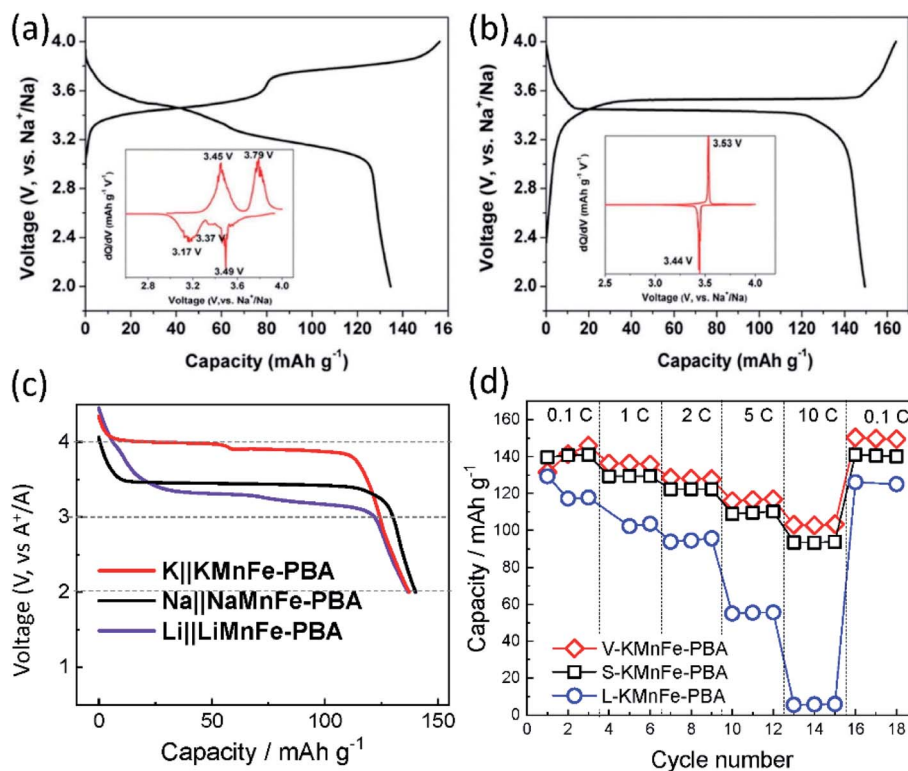 (a)
4.0
3.6
3.2
2.8
2.4
2.0
Voltage (V, vs. Na⁺/Na)
dQ/dV (mAh g⁻¹ V⁻¹)
3.45 V
3.79 V
3.17 V
3.37 V
3.49 V
2.8 3.2 3.6 4.0
Voltage (V,vs. Na⁺/Na)
0 20 40 60 80 100 120 140 16
Capacity (mAh g⁻¹)
(b)
4.0
3.6
3.2
2.8
2.4
2.0
Voltage (V, vs. Na⁺/Na)
dQ/dV (mAh g⁻¹ V⁻¹)
3.53 V
3.44 V
2.5 3.0 3.5 4.0
Voltage (V, vs. Na⁺/Na)
0 20 40 60 80 100 120 140 160
Capacity (mAh g⁻¹)
(c)
4
3
2
1
Voltage (V, vs A⁺/A)
K||KMnFe-PBA
Na||NaMnFe-PBA
Li||LiMnFe-PBA
0 50 100 150
Capacity / mAh g⁻¹
(d)
160
140
120
100
80
60
40
20
0
Capacity / mAh g⁻¹
0.1 C 1 C 2 C 5 C 10 C 0.1 C
V-KMnFe-PBA
S-KMnFe-PBA
L-KMnFe-PBA
0 2 4 6 8 10 12 14 16 18
Cycle number